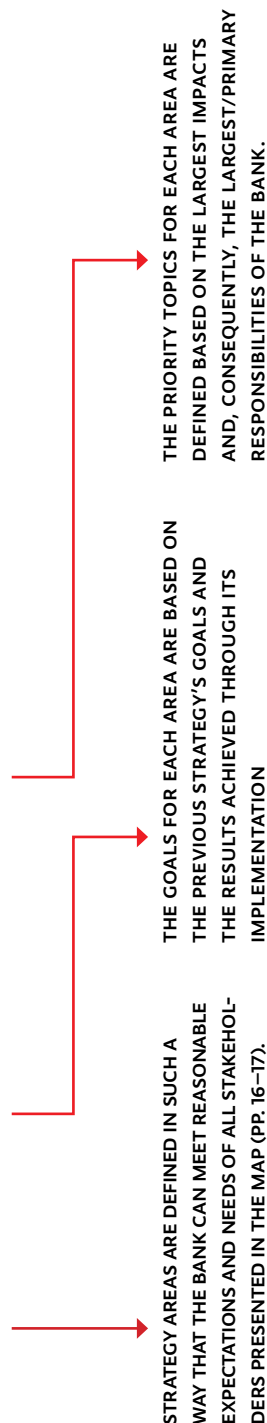 STRATEGY AREAS ARE DEFINED IN SUCH A
WAY THAT THE BANK CAN MEET REASONABLE
EXPECTATIONS AND NEEDS OF ALL STAKEHOL-
DERS PRESENTED IN THE MAP (PP. 16–17).
THE GOALS FOR EACH AREA ARE BASED ON
THE PREVIOUS STRATEGY'S GOALS AND
THE RESULTS ACHIEVED THROUGH ITS
IMPLEMENTATION
THE PRIORITY TOPICS FOR EACH AREA ARE
DEFINED BASED ON THE LARGEST IMPACTS
AND, CONSEQUENTLY, THE LARGEST/PRIMARY
RESPONSIBILITIES OF THE BANK.